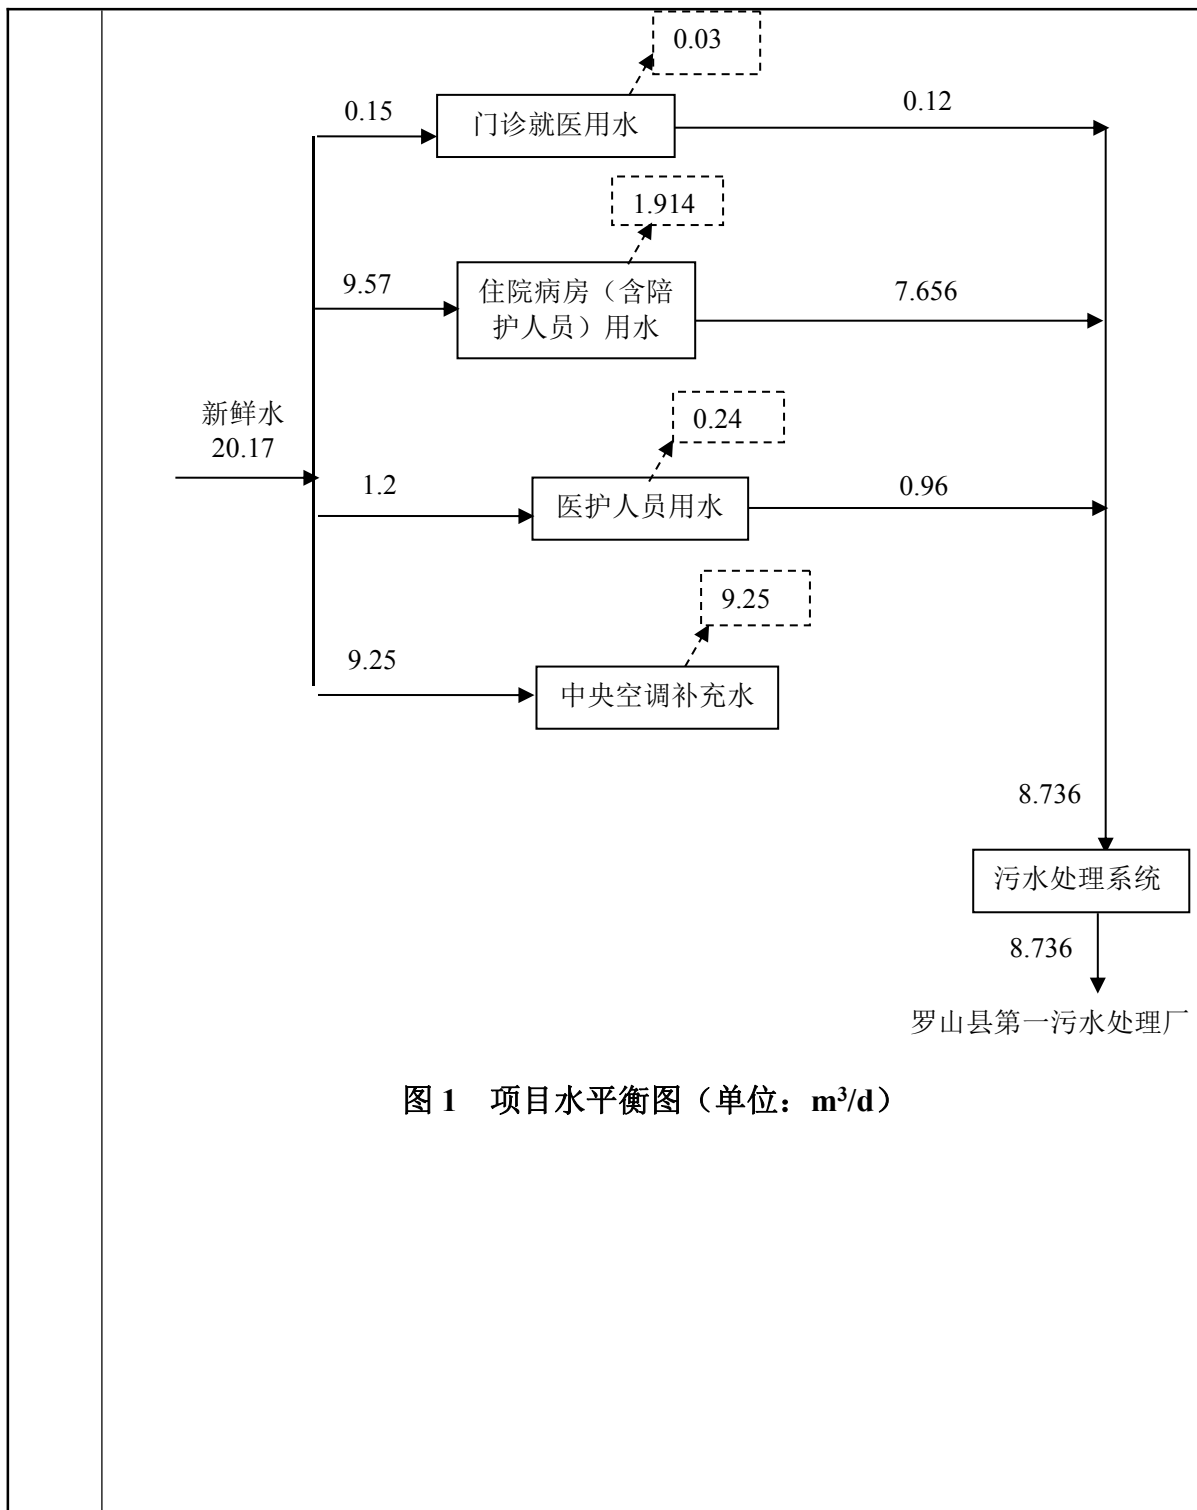 0.03
0.15
门诊就医用水
0.12
1.914
9.57
住院病房（含陪
护人员）用水
7.656
新鲜水
20.17
0.24
1.2
医护人员用水
0.96
9.25
9.25
中央空调补充水
8.736
污水处理系统
8.736
罗山县第一污水处理厂
图 1 项目水平衡图（单位：m³/d）